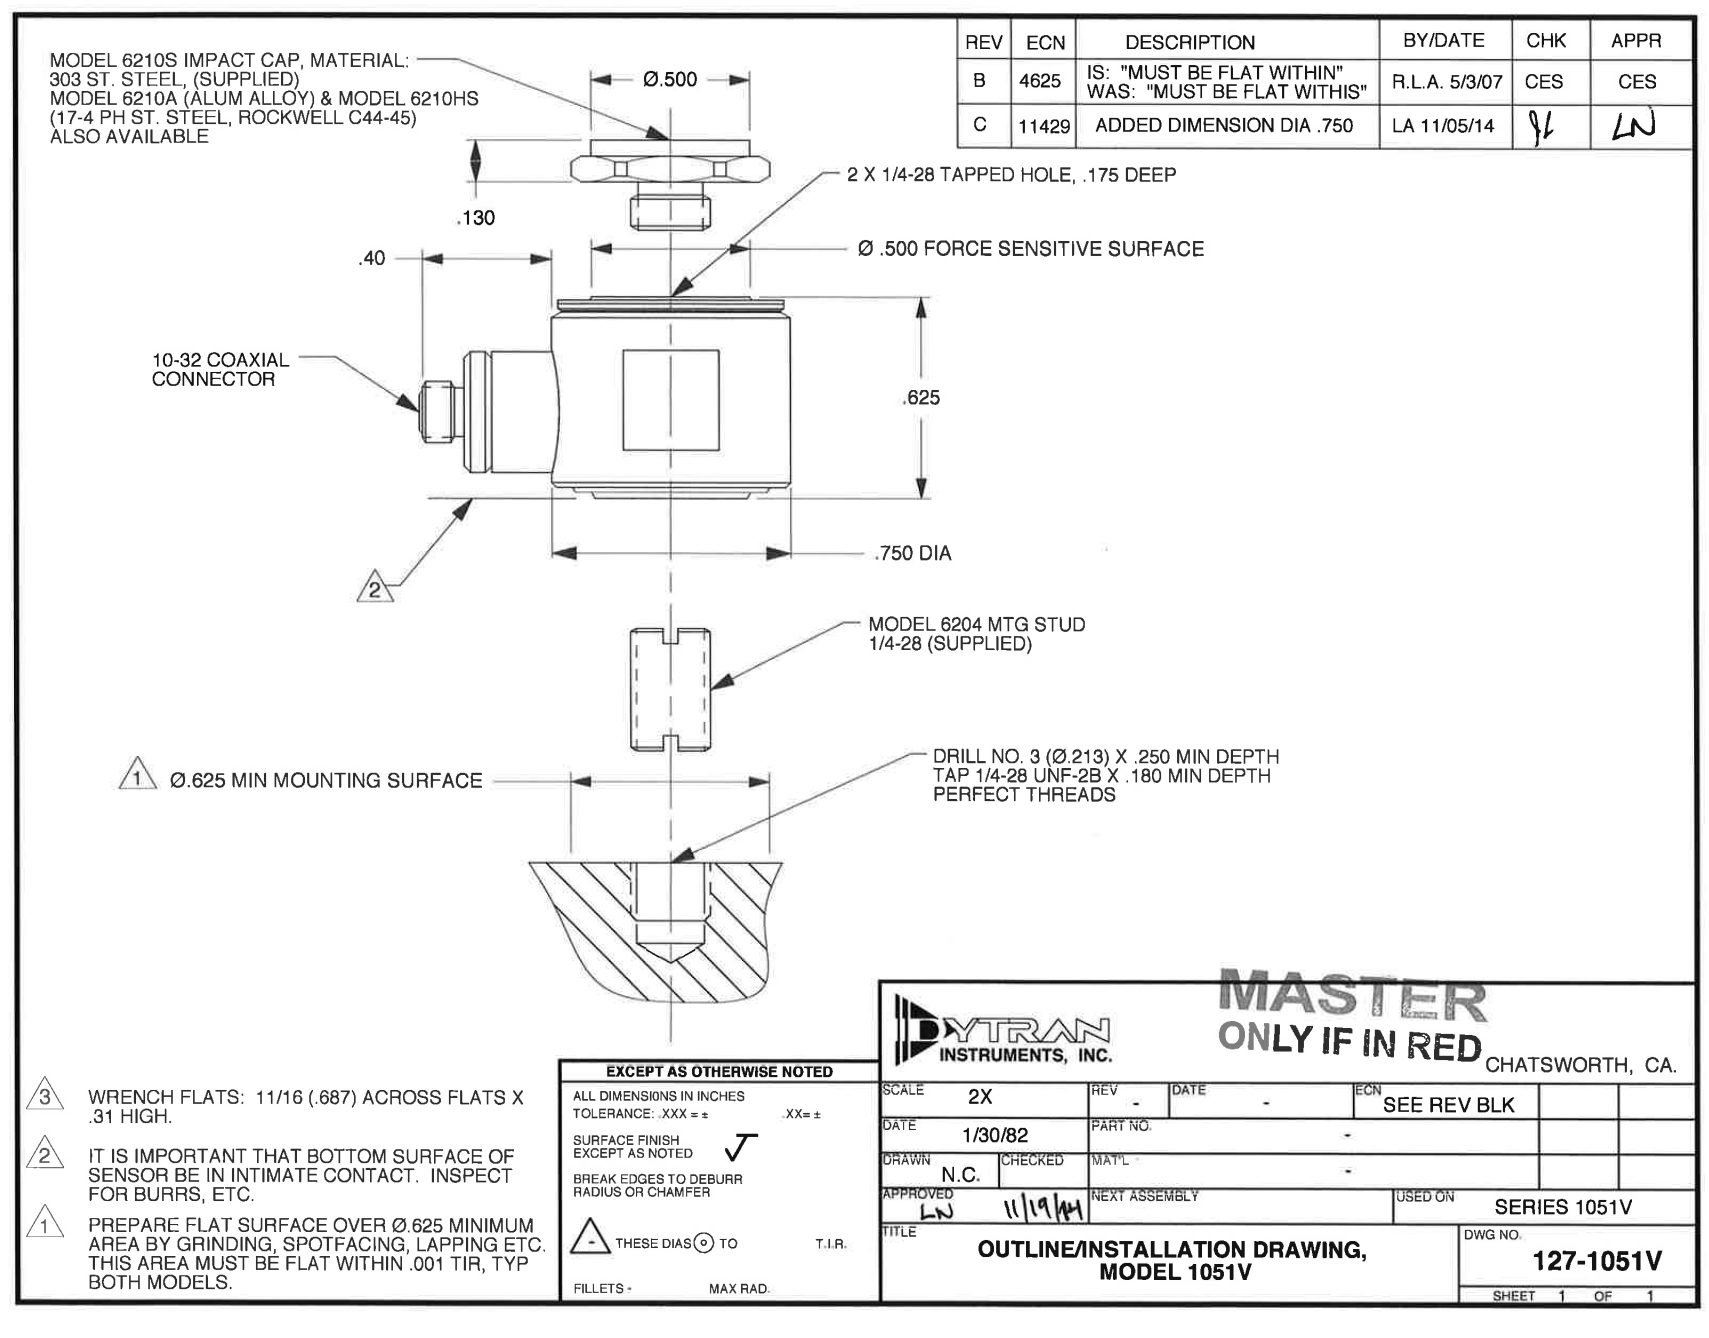 MODEL 6210S IMPACT CAP, MATERIAL:
303 ST. STEEL, (SUPPLIED)
MODEL 6210A (ALUM ALLOY) & MODEL 6210HS
(17-4 PH ST. STEEL, ROCKWELL C44-45)
ALSO AVAILABLE
REV ECN DESCRIPTION BY/DATE CHK APPR
B 4625 IS: "MUST BE FLAT WITHIN" R.L.A. 5/3/07 CES CES
WAS: "MUST BE FLAT WITHIS"
C 11429 ADDED DIMENSION DIA .750 LA 11/05/14 LN
Ø.500
.130
2 X 1/4-28 TAPPED HOLE, .175 DEEP
Ø .500 FORCE SENSITIVE SURFACE
.40
10-32 COAXIAL
CONNECTOR
.625
.750 DIA
2
MODEL 6204 MTG STUD
1/4-28 (SUPPLIED)
1 Ø.625 MIN MOUNTING SURFACE
DRILL NO. 3 (Ø.213) X .250 MIN DEPTH
TAP 1/4-28 UNF-2B X .180 MIN DEPTH
PERFECT THREADS
3 WRENCH FLATS: 11/16 (.687) ACROSS FLATS X
.31 HIGH.
2 IT IS IMPORTANT THAT BOTTOM SURFACE OF
SENSOR BE IN INTIMATE CONTACT. INSPECT
FOR BURRS, ETC.
1 PREPARE FLAT SURFACE OVER Ø.625 MINIMUM
AREA BY GRINDING, SPOTFACING, LAPPING ETC.
THIS AREA MUST BE FLAT WITHIN .001 TIR, TYP
BOTH MODELS.
EXCEPT AS OTHERWISE NOTED
ALL DIMENSIONS IN INCHES
TOLERANCE: .XXX = ± .XX= ±
SURFACE FINISH
EXCEPT AS NOTED
BREAK EDGES TO DEBURR
RADIUS OR CHAMFER
- THESE DIAS TO T.I.R.
FILLETS - MAX RAD.
DYTRAN
INSTRUMENTS, INC.
MASTER
ONLY IF IN RED
CHATSWORTH, CA.
SCALE 2X REV - DATE - ECN SEE REV BLK
DATE 1/30/82 PART NO. -
DRAWN N.C. CHECKED MAT'L - -
APPROVED LN 11/19/14 NEXT ASSEMBLY USED ON SERIES 1051V
TITLE
OUTLINE/INSTALLATION DRAWING,
MODEL 1051V
DWG NO.
127-1051V
SHEET 1 OF 1